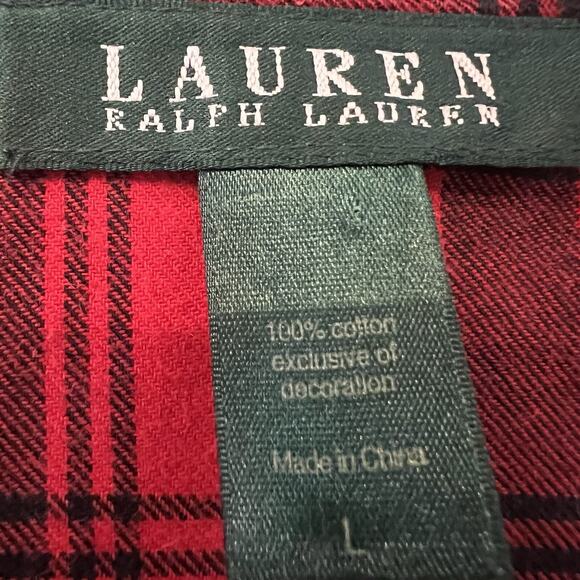 LAUREN
RALPH LAUREN
100% cotton
exclusive of
decoration
Made in China
L